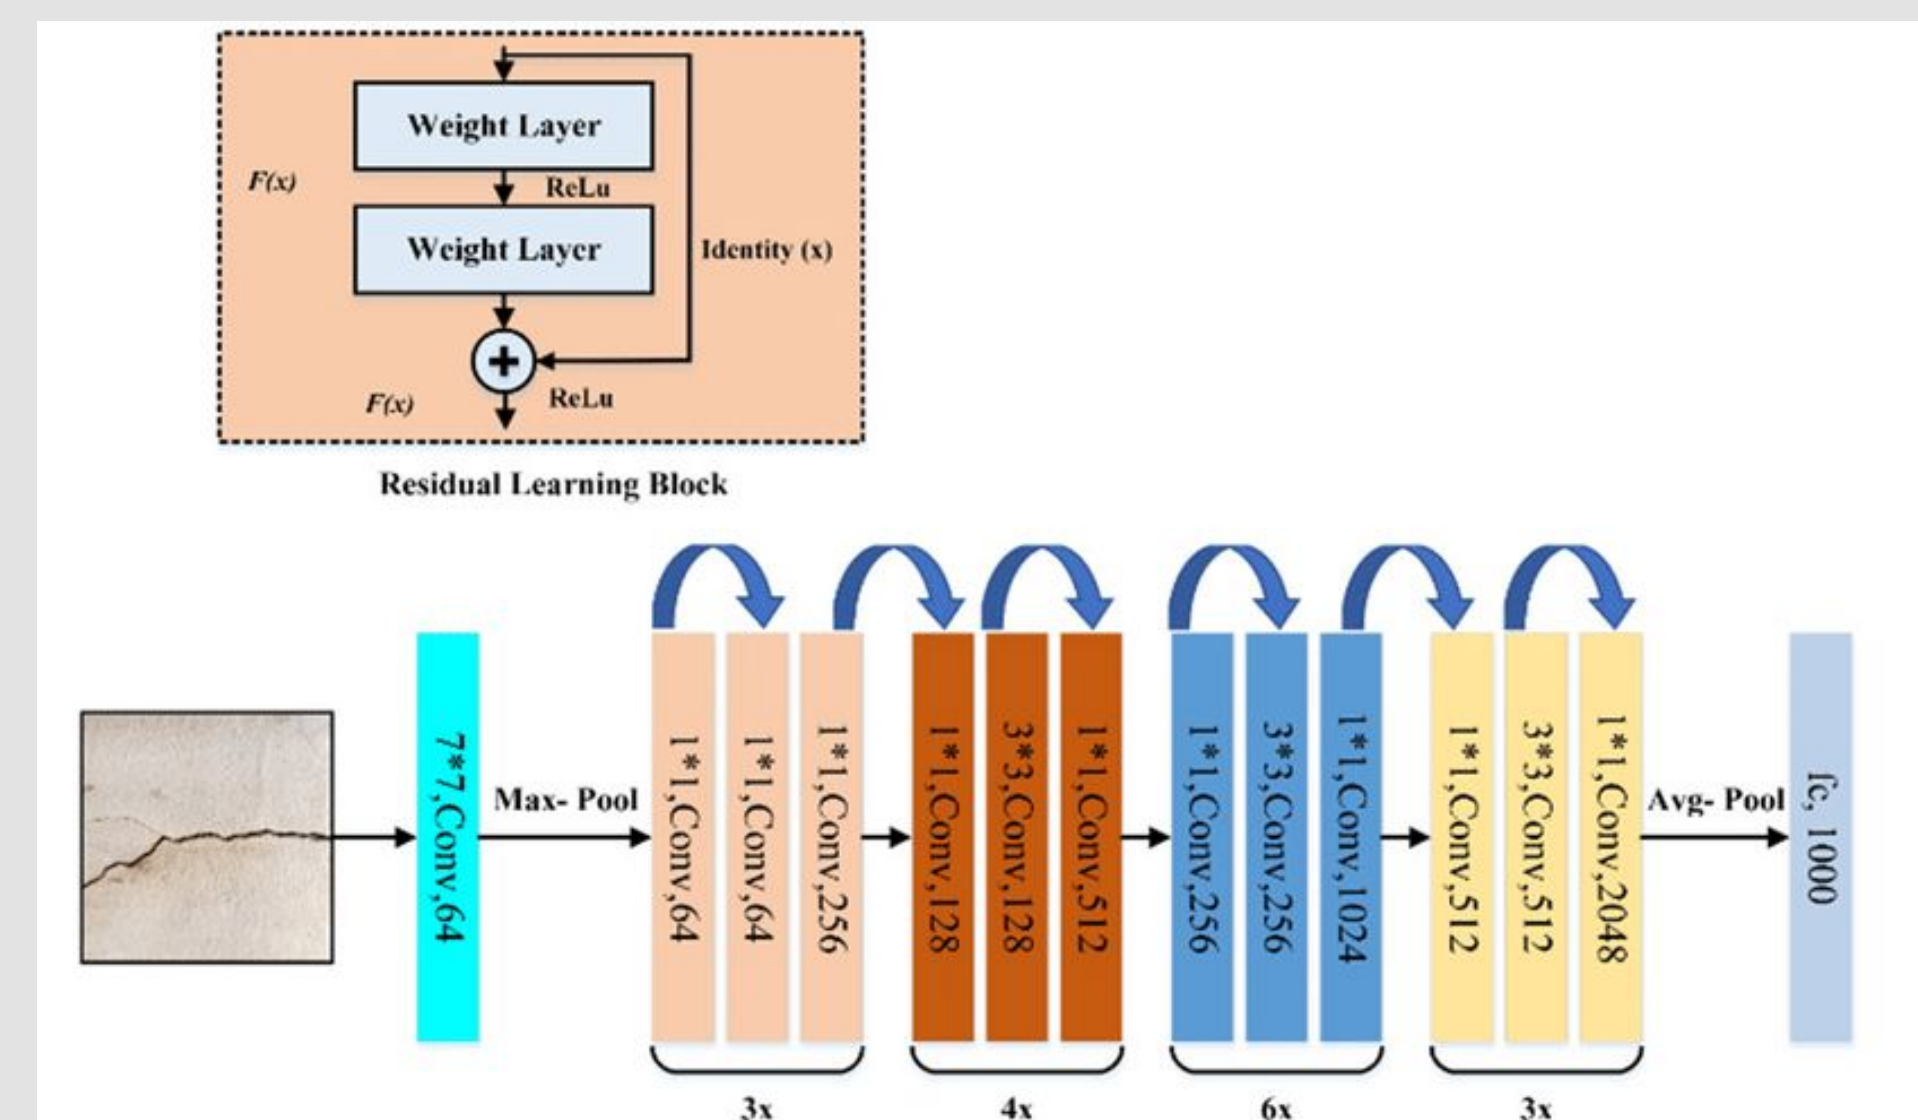 Weight Layer
F(x)
ReLu
Weight Layer
Identity (x)
F(x)
ReLu
Residual Learning Block
7*7,Conv,64
Max- Pool
1*1,Conv,64
1*1,Conv,64
1*1,Conv,256
1*1,Conv,128
3*3,Conv,128
1*1,Conv,512
1*1,Conv,256
3*3,Conv,256
1*1,Conv,1024
1*1,Conv,512
3*3,Conv,512
1*1,Conv,2048
Avg- Pool
fc, 1000
3x
4x
6x
3x